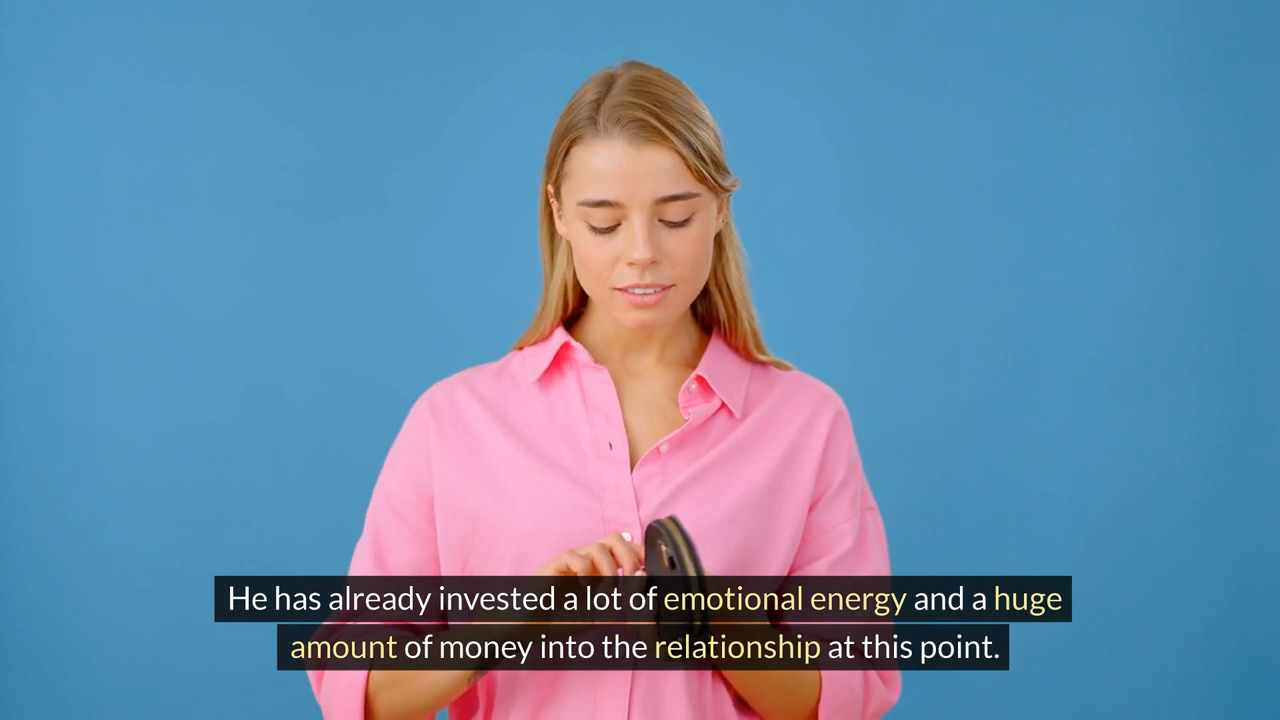 He has already invested a lot of emotional energy and a huge
amount of money into the relationship at this point.